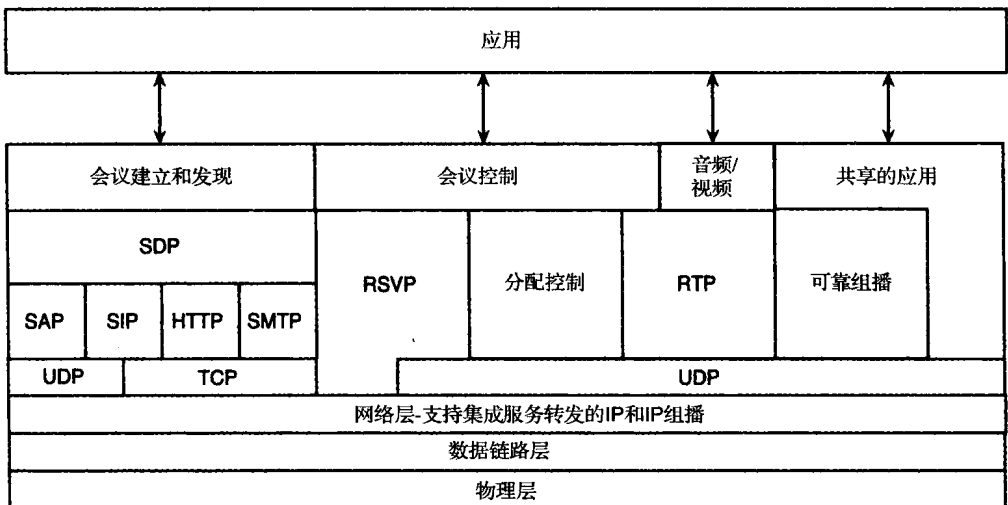 应用
会议建立和发现
会议控制
音频/
视频
共享的应用
SDP
RSVP
分配控制
RTP
可靠组播
SAP
SIP
HTTP
SMTP
UDP
TCP
UDP
网络层-支持集成服务转发的IP和IP组播
数据链路层
物理层